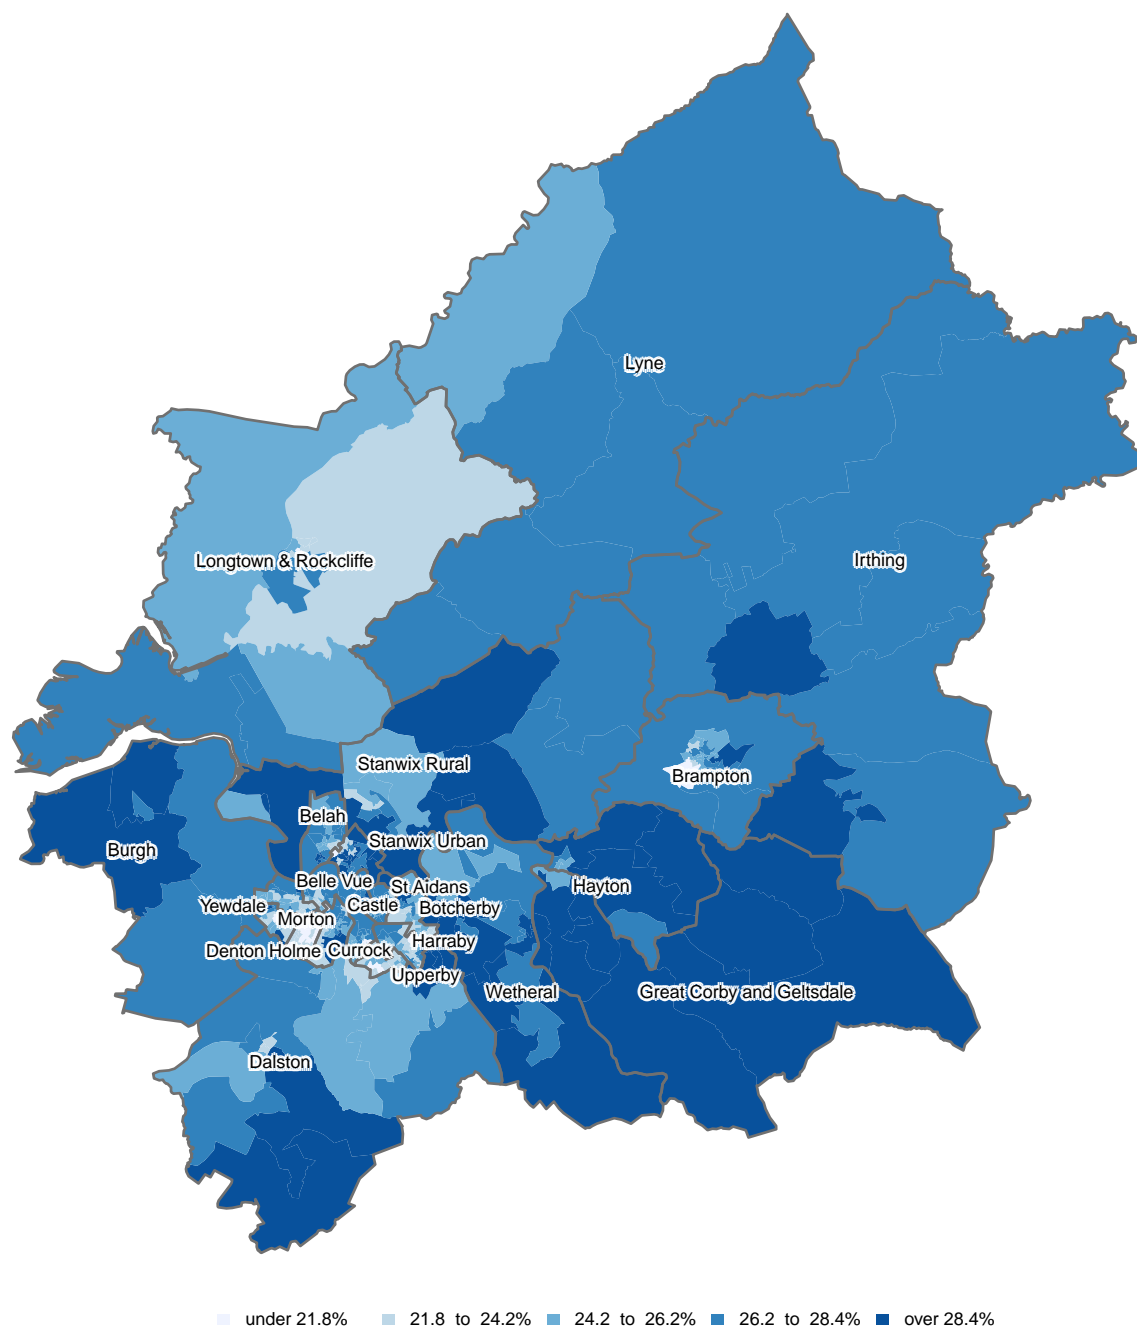 Lyne
Longtown & Rockcliffe
Irthing
Stanwix Rural
Brampton
Belah
Stanwix Urban
Burgh
Belle Vue
St Aidans
Hayton
Yewdale
Castle
Botcherby
Morton
Harraby
Denton Holme
Currock
Upperby
Wetheral
Great Corby and Geltsdale
Dalston
under 21.8%
21.8 to 24.2%
24.2 to 26.2%
26.2 to 28.4%
over 28.4%